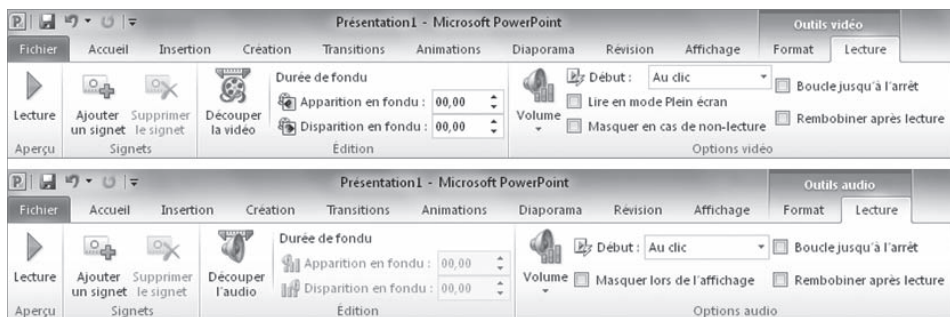 Présentation1 - Microsoft PowerPoint
Outils vidéo
Fichier Accueil Insertion Création Transitions Animations Diaporama Révision Affichage Format Lecture
Lecture
Ajouter un signet
Supprimer le signet
Découper la vidéo
Durée de fondu
Apparition en fondu : 00,00
Disparition en fondu : 00,00
Volume
Début : Au clic
Lire en mode Plein écran
Masquer en cas de non-lecture
Boucle jusqu'à l'arrêt
Rembobiner après lecture
Aperçu Signets Édition Options vidéo
Présentation1 - Microsoft PowerPoint
Outils audio
Fichier Accueil Insertion Création Transitions Animations Diaporama Révision Affichage Format Lecture
Lecture
Ajouter un signet
Supprimer le signet
Découper l'audio
Durée de fondu
Apparition en fondu : 00,00
Disparition en fondu : 00,00
Volume
Début : Au clic
Masquer lors de l'affichage
Boucle jusqu'à l'arrêt
Rembobiner après lecture
Aperçu Signets Édition Options audio